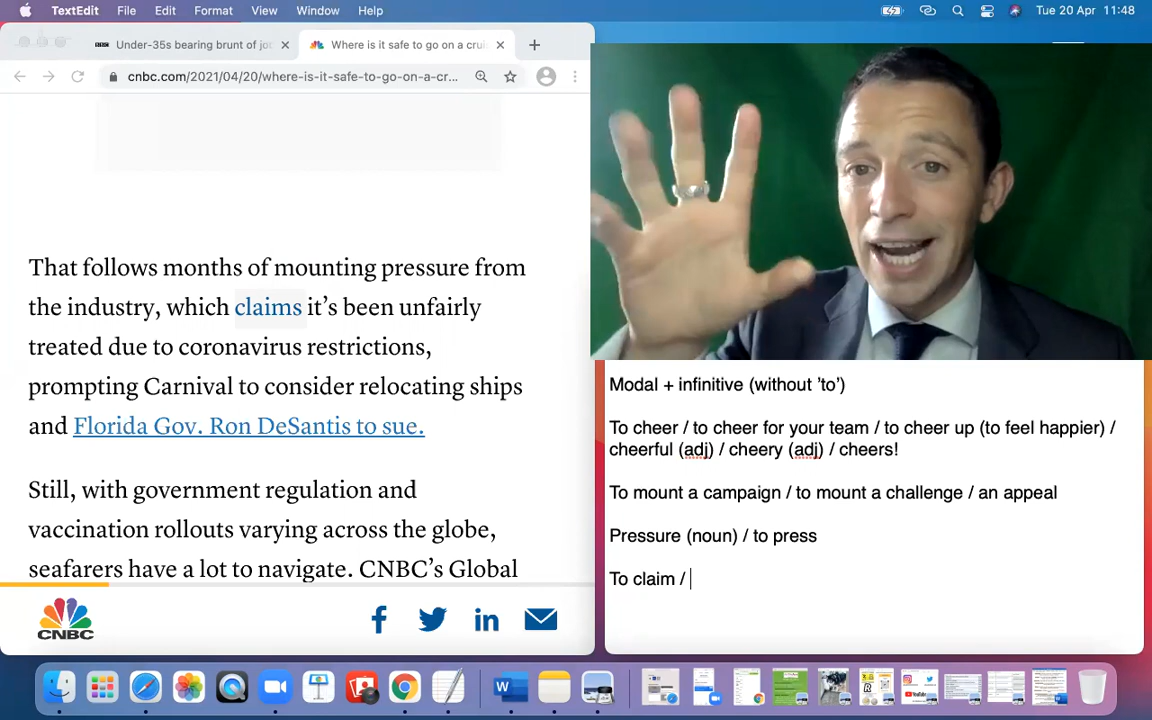 TextEdit File Edit Format View Window Help Tue 20 Apr 11:48
Under-35s bearing brunt of jo
Where is it safe to go on a crui
cnbc.com/2021/04/20/where-is-it-safe-to-go-on-a-cr...
That follows months of mounting pressure from
the industry, which claims it’s been unfairly
treated due to coronavirus restrictions,
prompting Carnival to consider relocating ships
and Florida Gov. Ron DeSantis to sue.
Still, with government regulation and
vaccination rollouts varying across the globe,
seafarers have a lot to navigate. CNBC’s Global
CNBC
Modal + infinitive (without ’to’)
To cheer / to cheer for your team / to cheer up (to feel happier) /
cheerful (adj) / cheery (adj) / cheers!
To mount a campaign / to mount a challenge / an appeal
Pressure (noun) / to press
To claim /